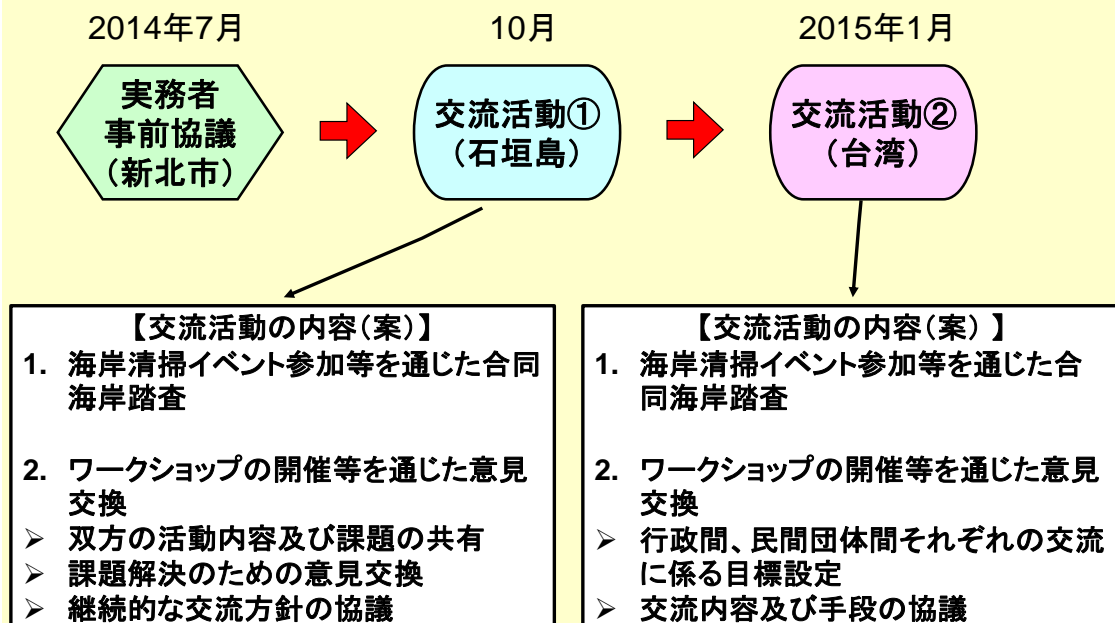 2014年7月
10月
2015年1月
実務者
事前協議
（新北市）
交流活動①
（石垣島）
交流活動②
（台湾）
【交流活動の内容（案）】
1. 海岸清掃イベント参加等を通じた合同
海岸踏査
2. ワークショップの開催等を通じた意見
交換
➢ 双方の活動内容及び課題の共有
➢ 課題解決のための意見交換
➢ 継続的な交流方針の協議
【交流活動の内容（案） 】
1. 海岸清掃イベント参加等を通じた合
同海岸踏査
2. ワークショップの開催等を通じた意見
交換
➢ 行政間、民間団体間それぞれの交流
に係る目標設定
➢ 交流内容及び手段の協議